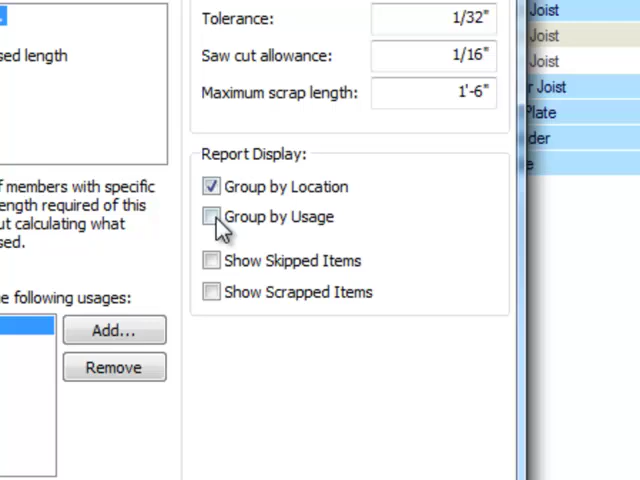 Tolerance: 1/32"
Saw cut allowance: 1/16"
Maximum scrap length: 1'-6"
sed length
Report Display:
Group by Location
Group by Usage
Show Skipped Items
Show Scrapped Items
f members with specific
ength required of this
ut calculating what
sed.
e following usages:
Add...
Remove
Joist
Joist
Joist
r Joist
Plate
der
e